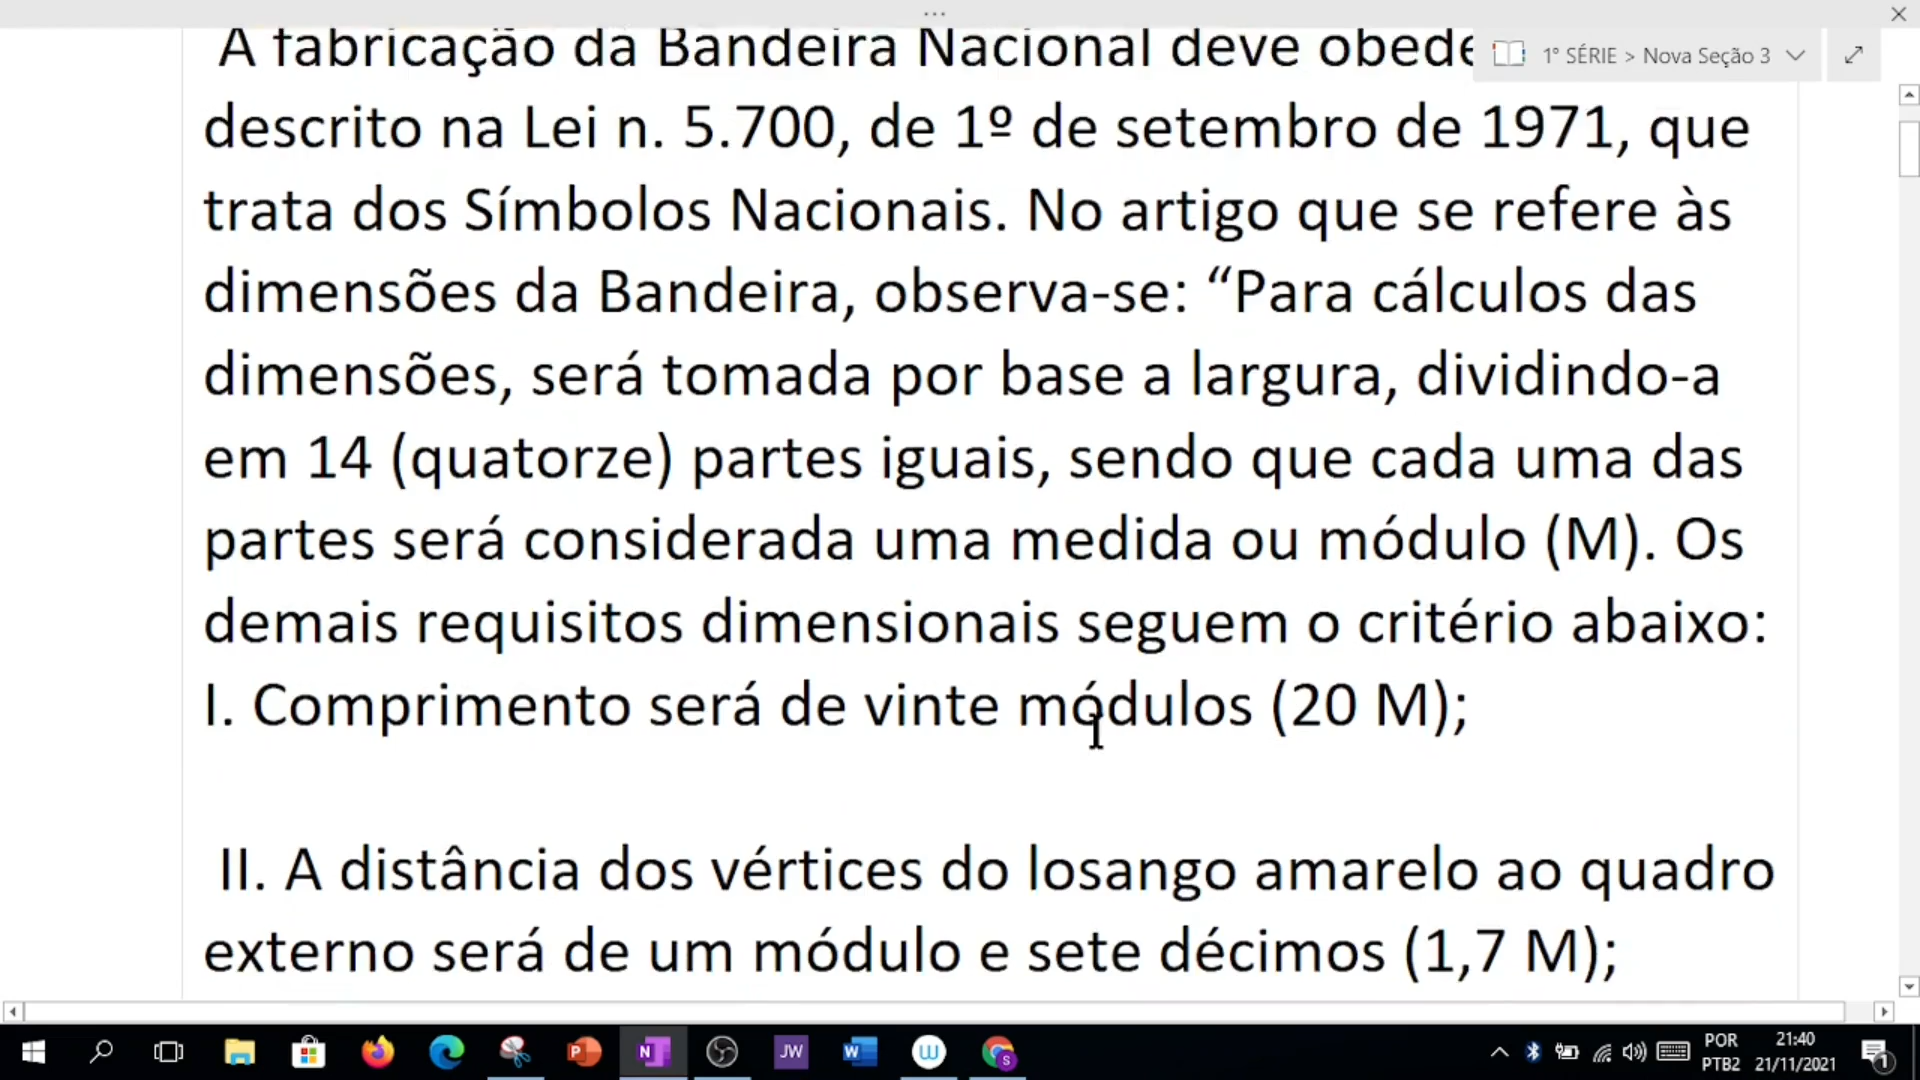 ...
A fabricação da Bandeira Nacional deve obede
1° SÉRIE > Nova Seção 3
descrito na Lei n. 5.700, de 1º de setembro de 1971, que
trata dos Símbolos Nacionais. No artigo que se refere às
dimensões da Bandeira, observa-se: “Para cálculos das
dimensões, será tomada por base a largura, dividindo-a
em 14 (quatorze) partes iguais, sendo que cada uma das
partes será considerada uma medida ou módulo (M). Os
demais requisitos dimensionais seguem o critério abaixo:
I. Comprimento será de vinte módulos (20 M);
II. A distância dos vértices do losango amarelo ao quadro
externo será de um módulo e sete décimos (1,7 M);
P
N
JW
W
W
S
POR
PTB2
21:40
21/11/2021
1